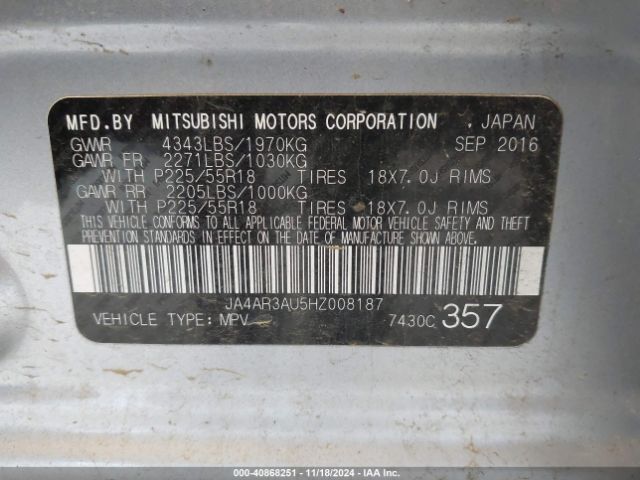 MFD.BY MITSUBISHI MOTORS CORPORATION , JAPAN
GVWR 4343LBS/1970KG SEP 2016
GAWR FR 2271LBS/1030KG
WITH P225/55R18 TIRES 18X7.0J RIMS
GAWR RR 2205LBS/1000KG
WITH P225/55R18 TIRES 18X7.0J RIMS
THIS VEHICLE CONFORMS TO ALL APPLICABLE FEDERAL MOTOR VEHICLE SAFETY AND THEFT
PREVENTION STANDARDS IN EFFECT ON THE DATE OF MANUFACTURE SHOWN ABOVE.
JA4AR3AU5HZ008187
VEHICLE TYPE: MPV 7430C 357
000-40868251 - 11/18/2024 - IAA, Inc.